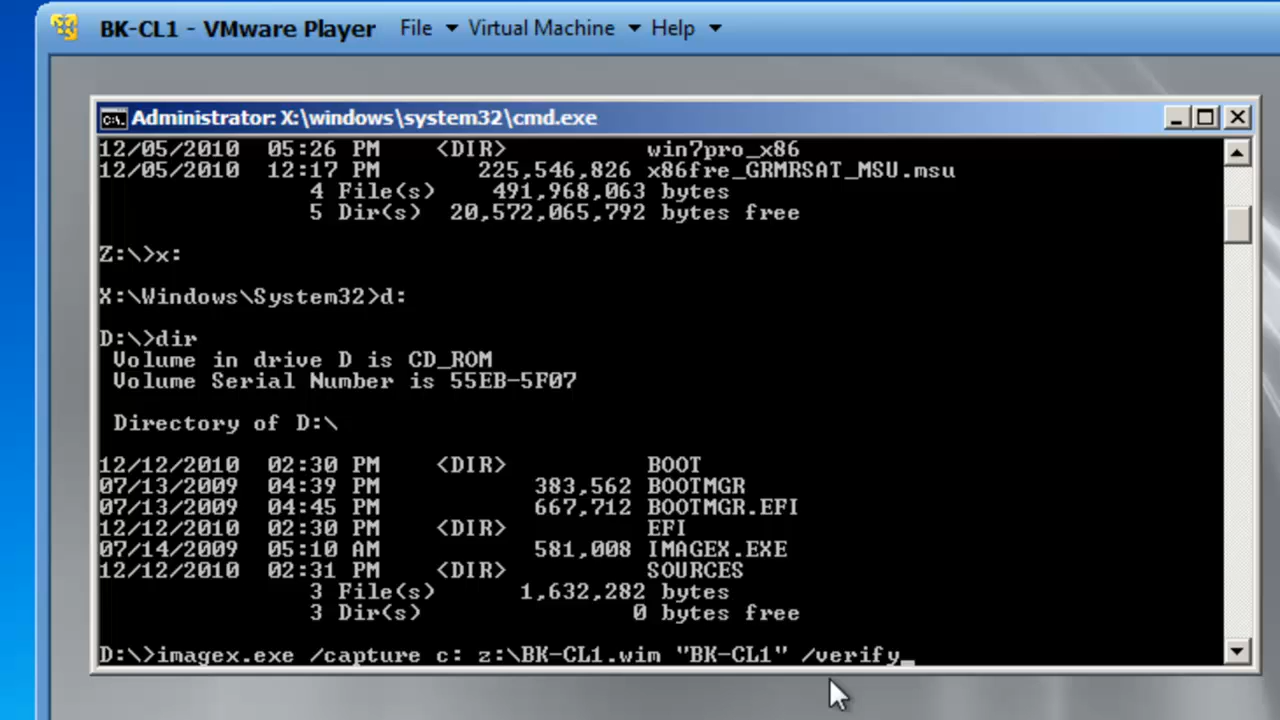 BK-CL1 - VMware Player File Virtual Machine Help
Administrator: X:\windows\system32\cmd.exe
12/05/2010 05:26 PM <DIR> win7pro_x86
12/05/2010 12:17 PM 225,546,826 x86fre_GRMRSAT_MSU.msu
4 File(s) 491,968,063 bytes
5 Dir(s) 20,572,065,792 bytes free
Z:\>x:
X:\Windows\System32>d:
D:\>dir
Volume in drive D is CD_ROM
Volume Serial Number is 55EB-5F07
Directory of D:\
12/12/2010 02:30 PM <DIR> BOOT
07/13/2009 04:39 PM 383,562 BOOTMGR
07/13/2009 04:45 PM 667,712 BOOTMGR.EFI
12/12/2010 02:30 PM <DIR> EFI
07/14/2009 05:10 AM 581,008 IMAGEX.EXE
12/12/2010 02:31 PM <DIR> SOURCES
3 File(s) 1,632,282 bytes
3 Dir(s) 0 bytes free
D:\>imagex.exe /capture c: z:\BK-CL1.wim "BK-CL1" /verify_